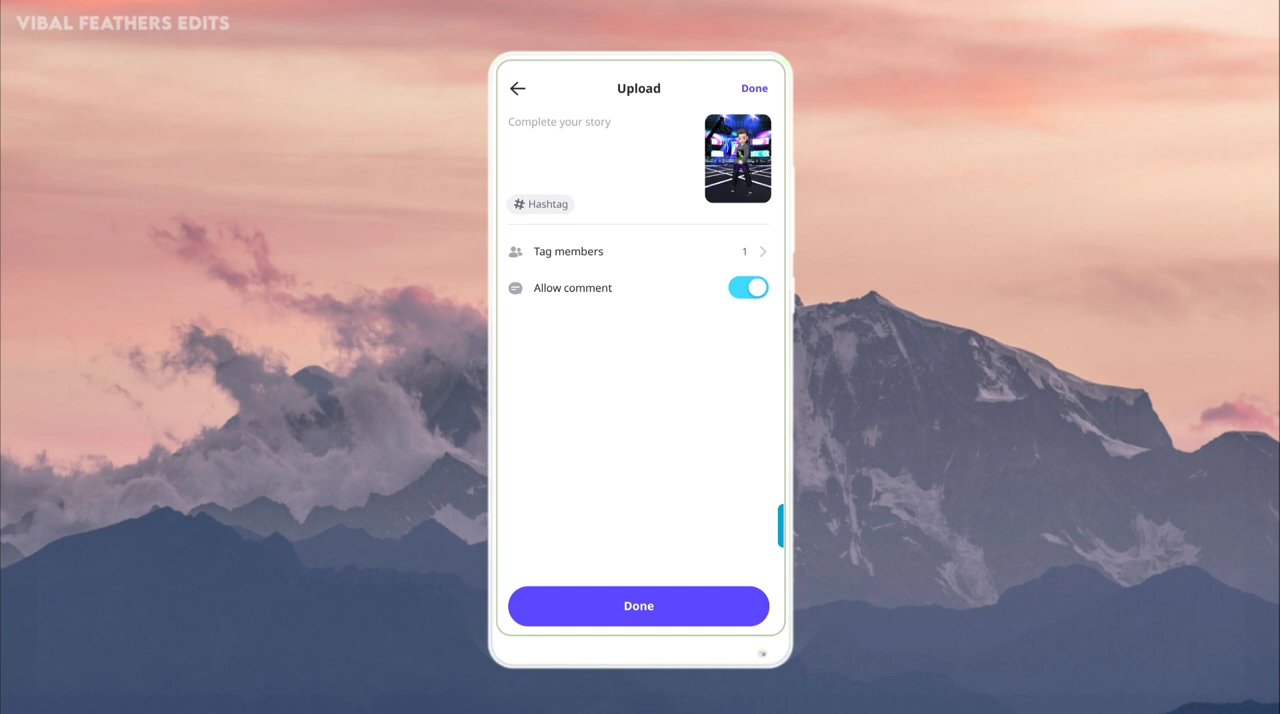 VIBAL FEATHERS EDITS
Upload
Done
Complete your story
# Hashtag
Tag members
1
Allow comment
Done